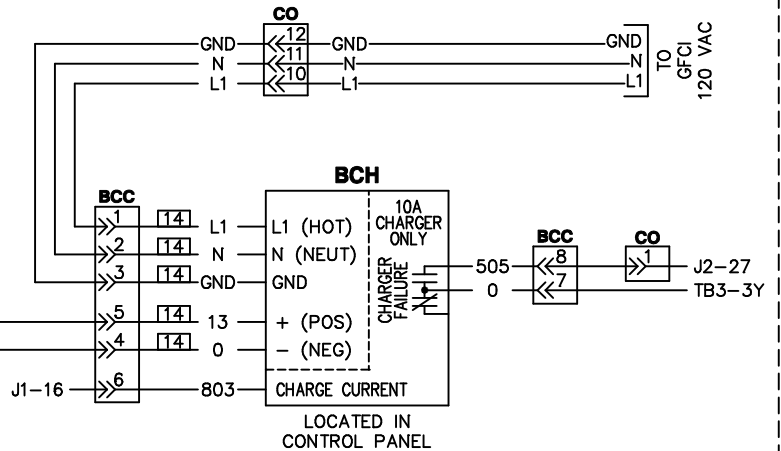 CO
GND 12 GND GND
N 11 N N
L1 10 L1 L1
TO
GFCI
120 VAC
BCH
BCC
1 14 L1 L1 (HOT)
2 14 N N (NEUT)
3 14 GND GND
5 14 13 + (POS)
4 14 0 − (NEG)
J1-16 6 803 CHARGE CURRENT
10A
CHARGER
ONLY
CHARGER
FAILURE
BCC
CO
505 8 1 J2-27
0 7 TB3-3Y
LOCATED IN
CONTROL PANEL